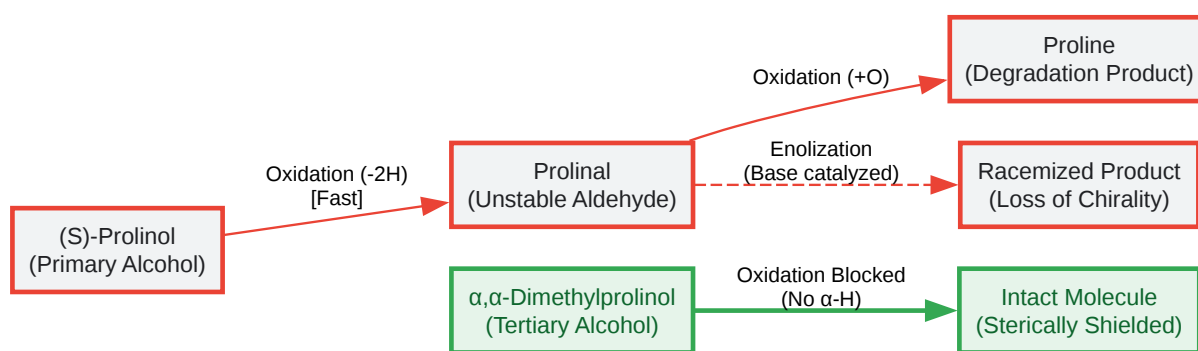 (S)-Prolinol
(Primary Alcohol)
Oxidation (-2H)
[Fast]
Prolinal
(Unstable Aldehyde)
Oxidation (+O)
Proline
(Degradation Product)
Enolization
(Base catalyzed)
Racemized Product
(Loss of Chirality)
α,α-Dimethylprolinol
(Tertiary Alcohol)
Oxidation Blocked
(No α-H)
Intact Molecule
(Sterically Shielded)